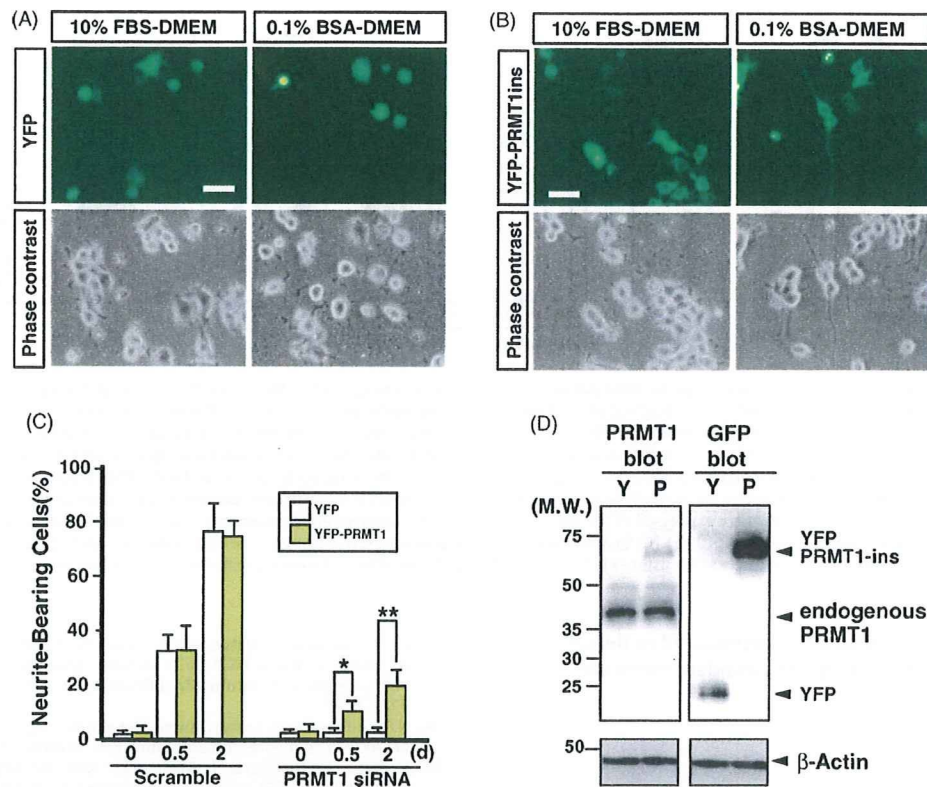 (A)
10% FBS-DMEM
0.1% BSA-DMEM
YFP
Phase contrast
(B)
10% FBS-DMEM
0.1% BSA-DMEM
YFP-PRMT1ins
Phase contrast
(C)
Neurite-Bearing Cells(%)
100
80
60
40
20
0
YFP
YFP-PRMT1
*
**
0 0.5 2 0 0.5 2 (d)
Scramble PRMT1 siRNA
(D)
PRMT1 blot
GFP blot
Y P Y P
(M.W.)
75
50
35
30
25
YFP
PRMT1-ins
endogenous
PRMT1
YFP
50
β-Actin